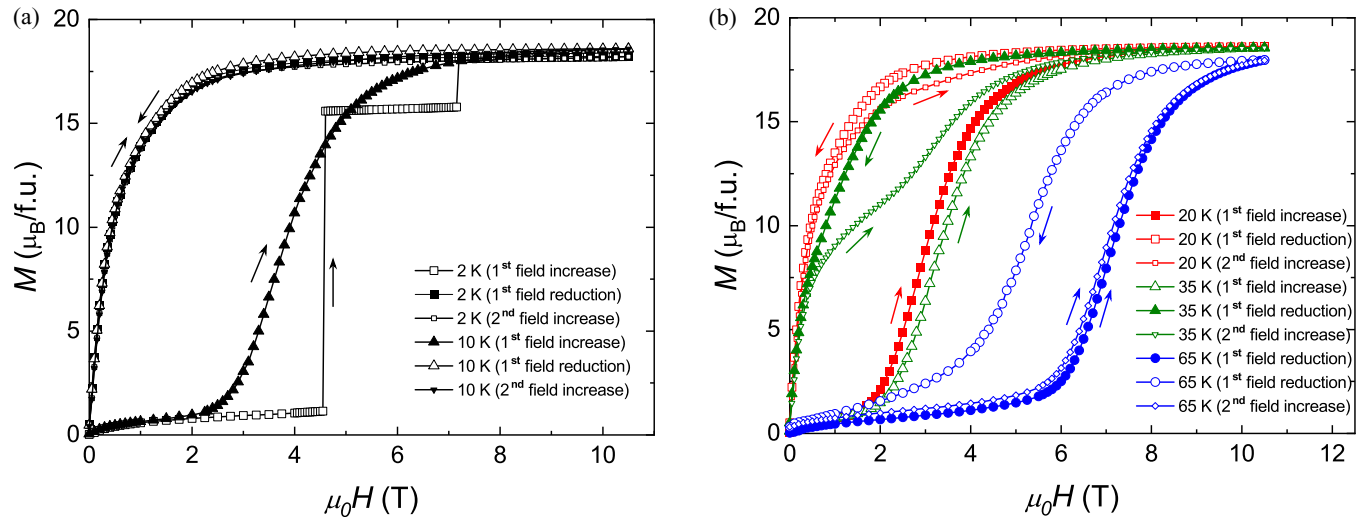 (a)
20
15
10
5
0
M (μB/f.u.)
0
2
4
6
8
10
μ0H (T)
2 K (1st field increase)
2 K (1st field reduction)
2 K (2nd field increase)
10 K (1st field increase)
10 K (1st field reduction)
10 K (2nd field increase)
(b)
20
15
10
5
0
M (μB/f.u.)
0
2
4
6
8
10
12
μ0H (T)
20 K (1st field increase)
20 K (1st field reduction)
20 K (2nd field increase)
35 K (1st field increase)
35 K (1st field reduction)
35 K (2nd field increase)
65 K (1st field reduction)
65 K (1st field reduction)
65 K (2nd field increase)